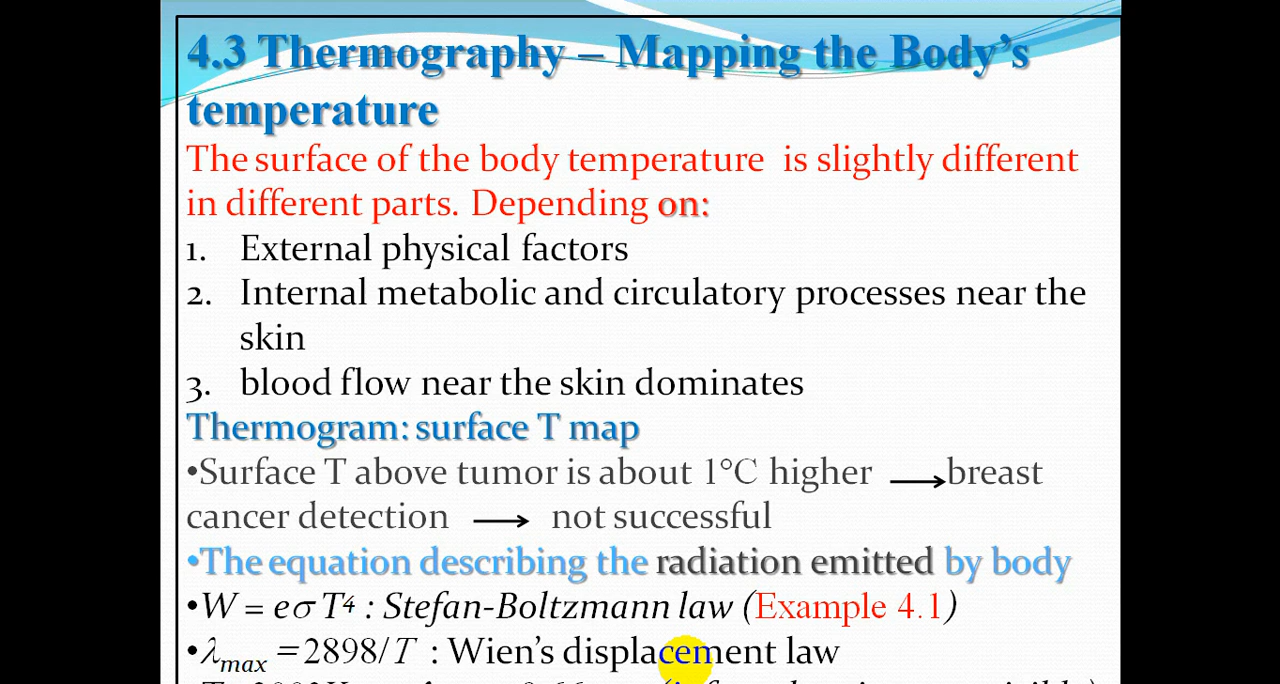 4.3 Thermography – Mapping the Body's
temperature
The surface of the body temperature is slightly different
in different parts. Depending on:
1. External physical factors
2. Internal metabolic and circulatory processes near the
skin
3. blood flow near the skin dominates
Thermogram: surface T map
•Surface T above tumor is about 1°C higher → breast
cancer detection → not successful
•The equation describing the radiation emitted by body
•W = eσ T⁴ : Stefan-Boltzmann law (Example 4.1)
•λmax =2898/T : Wien's displacement law